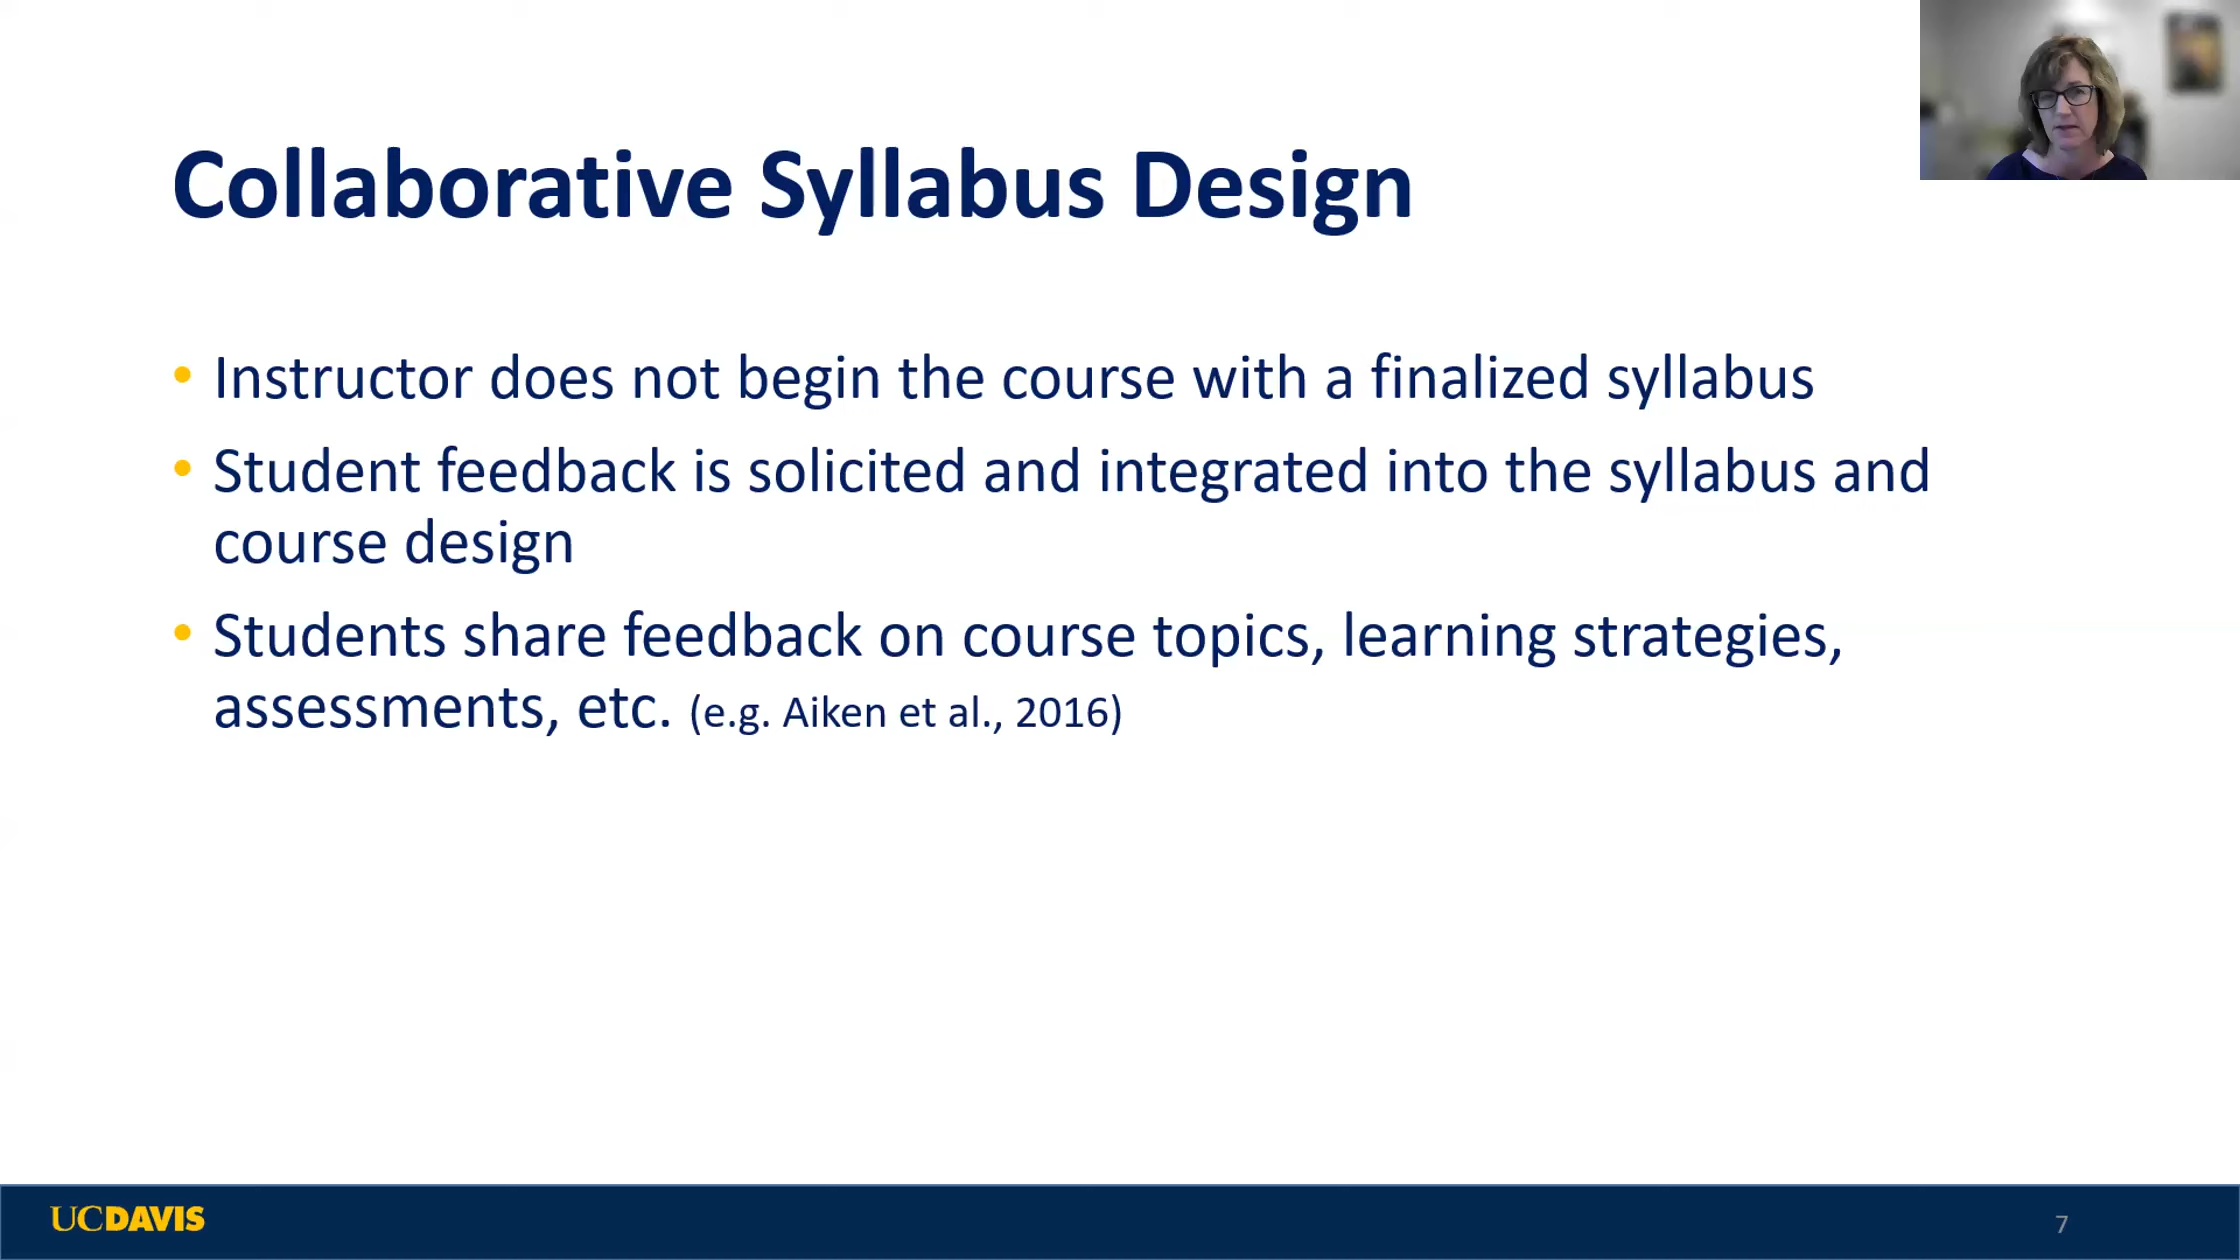 Collaborative Syllabus Design
• Instructor does not begin the course with a finalized syllabus
• Student feedback is solicited and integrated into the syllabus and
course design
• Students share feedback on course topics, learning strategies,
assessments, etc. (e.g. Aiken et al., 2016)
UCDAVIS
7